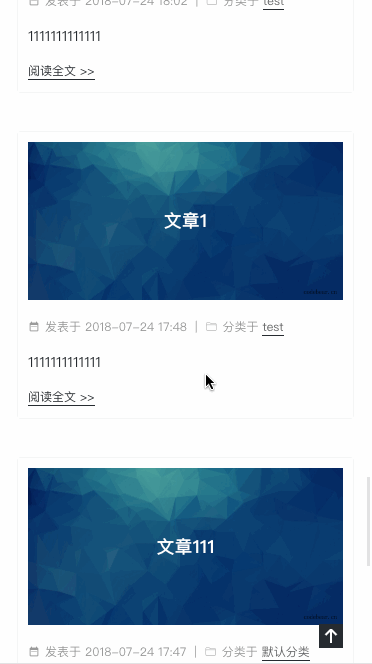 发表于 2018-07-24 18:02 | 分类于 test
1111111111111
阅读全文 >>
文章1
发表于 2018-07-24 17:48 | 分类于 test
1111111111111
阅读全文 >>
文章111
发表于 2018-07-24 17:47 | 分类于 默认分类